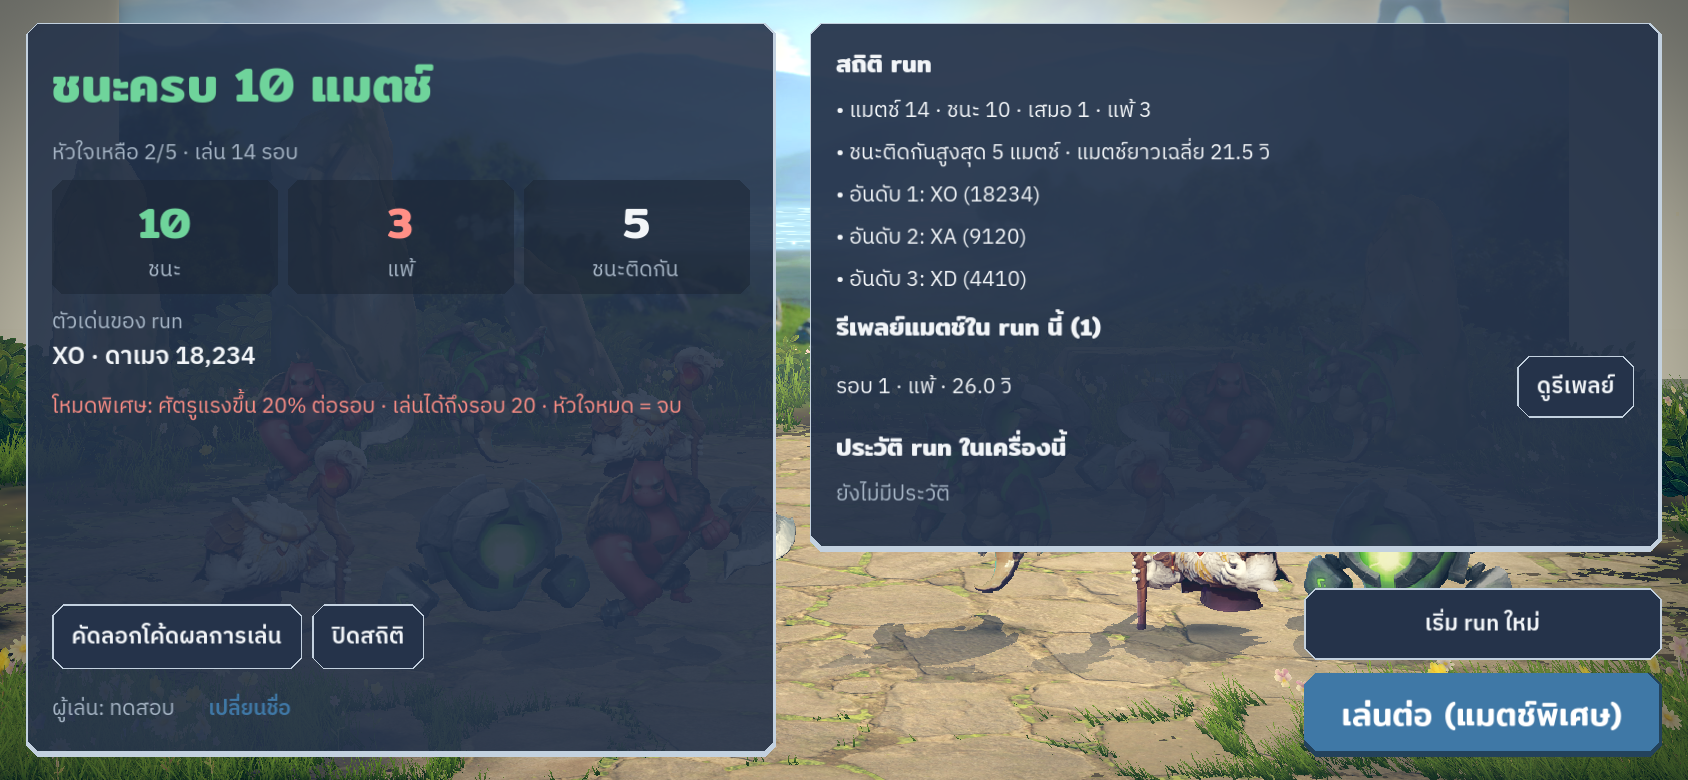 ชนะครบ 10 แมตช์
หัวใจเหลือ 2/5 · เล่น 14 รอบ
10
ชนะ
3
แพ้
5
ชนะติดกัน
ตัวเด่นของ run
XO · ดาเมจ 18,234
โหมดพิเศษ: ศัตรูแรงขึ้น 20% ต่อรอบ · เล่นได้ถึงรอบ 20 · หัวใจหมด = จบ
คัดลอกโค้ดผลการเล่น
ปิดสถิติ
ผู้เล่น: ทดสอบ
เปลี่ยนชื่อ
สถิติ run
• แมตช์ 14 · ชนะ 10 · เสมอ 1 · แพ้ 3
• ชนะติดกันสูงสุด 5 แมตช์ · แมตช์ยาวเฉลี่ย 21.5 วิ
• อันดับ 1: XO (18234)
• อันดับ 2: XA (9120)
• อันดับ 3: XD (4410)
รีเพลย์แมตช์ใน run นี้ (1)
รอบ 1 · แพ้ · 26.0 วิ
ดูรีเพลย์
ประวัติ run ในเครื่องนี้
ยังไม่มีประวัติ
เริ่ม run ใหม่
เล่นต่อ (แมตช์พิเศษ)